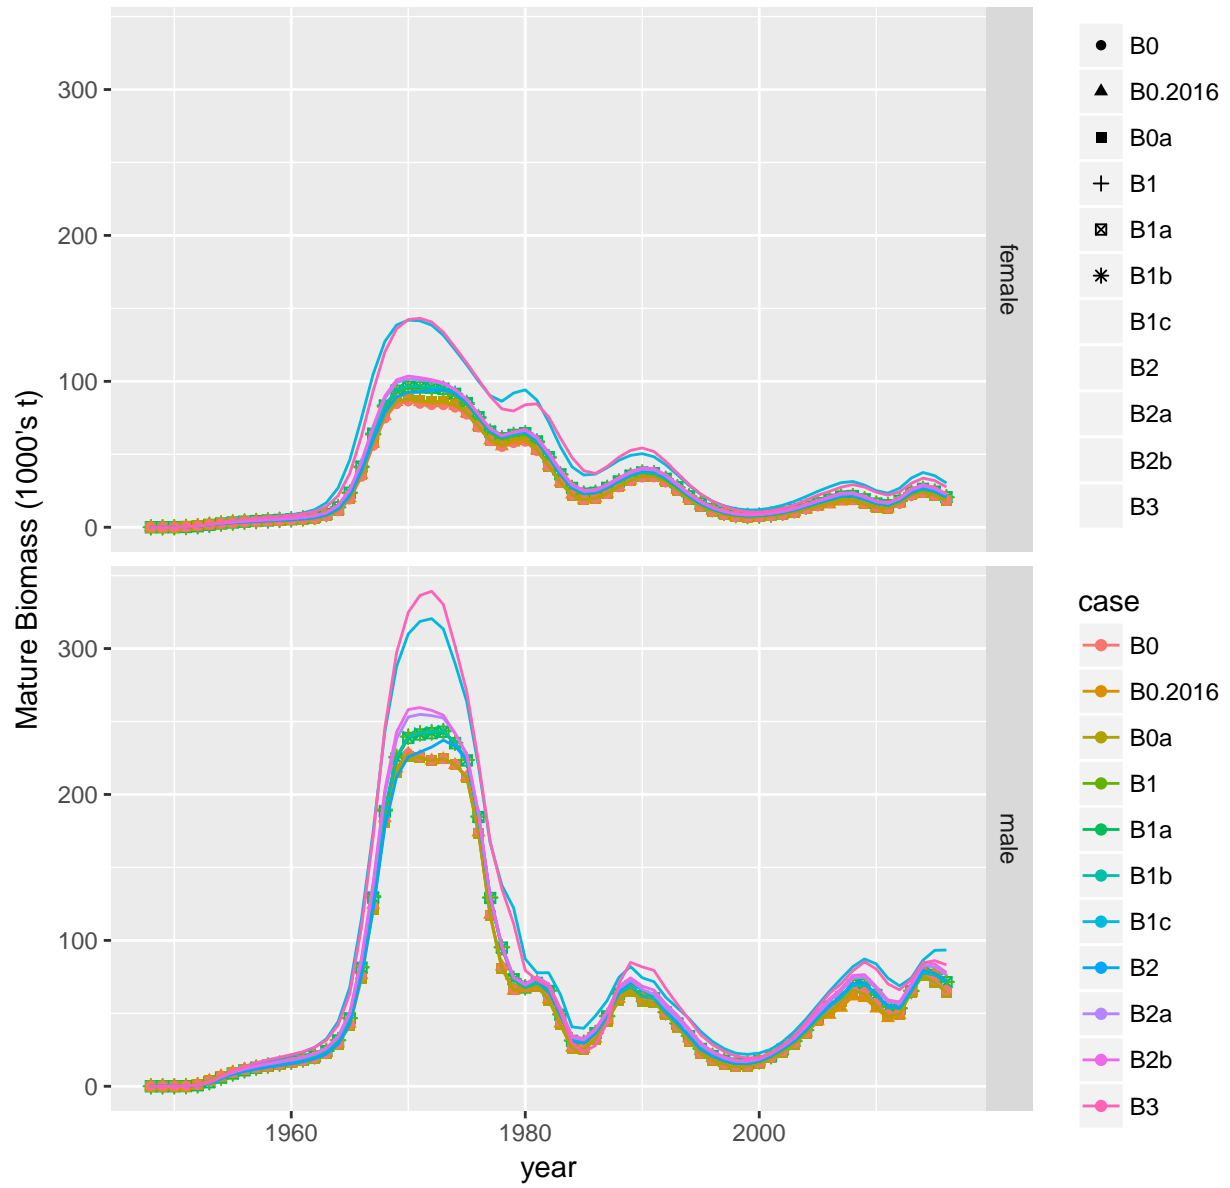 Mature Biomass (1000's t)
300
200
100
0
female
300
200
100
0
male
1960
1980
2000
year
B0
B0.2016
B0a
B1
B1a
B1b
B1c
B2
B2a
B2b
B3
case
B0
B0.2016
B0a
B1
B1a
B1b
B1c
B2
B2a
B2b
B3